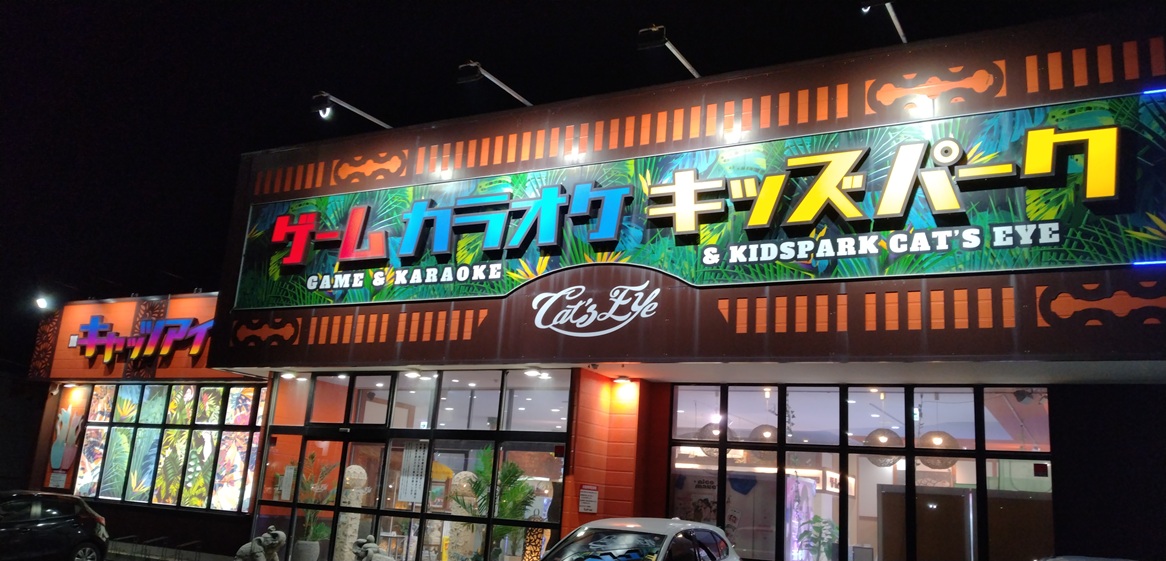 ゲームカラオケキッズパーク
GAME & KARAOKE
& KIDSPARK CAT'S EYE
Cat's Eye
キャッツアイ